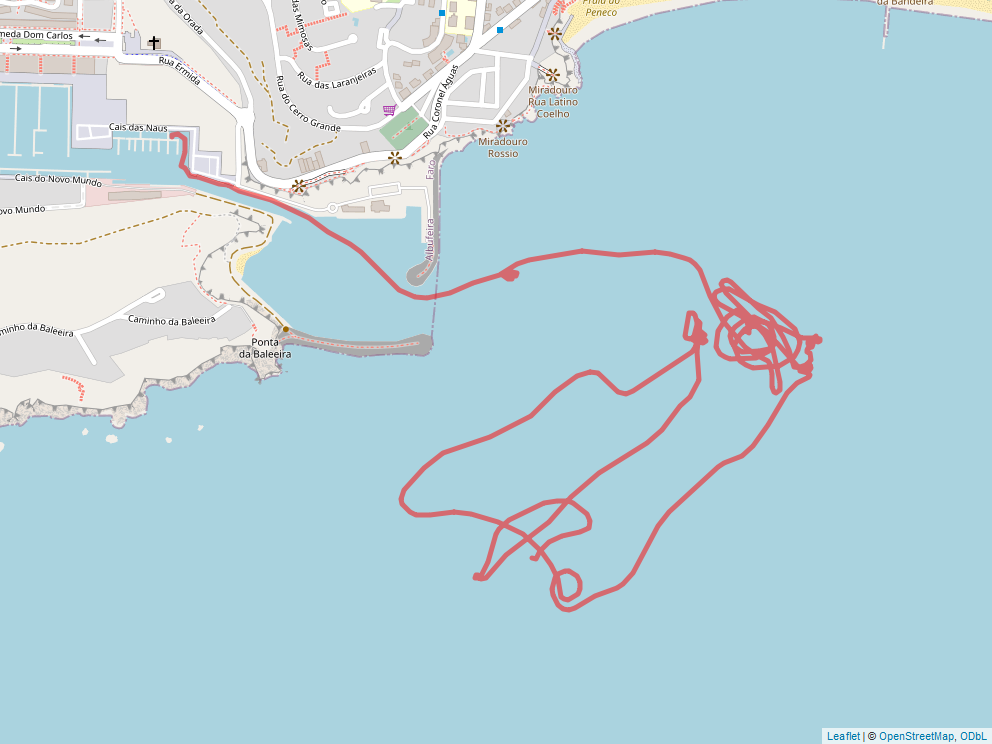 Praia do
Peneco
da Bandeira
a da Orada
das Mimosas
meda Dom Carlos
Rua Ermida
Rua das Laranjeiras
Rua Coronel Águas
Miradouro
Rua Latino
Coelho
Rua do Cerro Grande
Cais das Naus
Miradouro
Rossio
Faro
Albufeira
Cais do Novo Mundo
ovo Mundo
Caminho da Baleeira
minho da Baleeira
Ponta
da Baleeira
Leaflet | © OpenStreetMap, ODbL